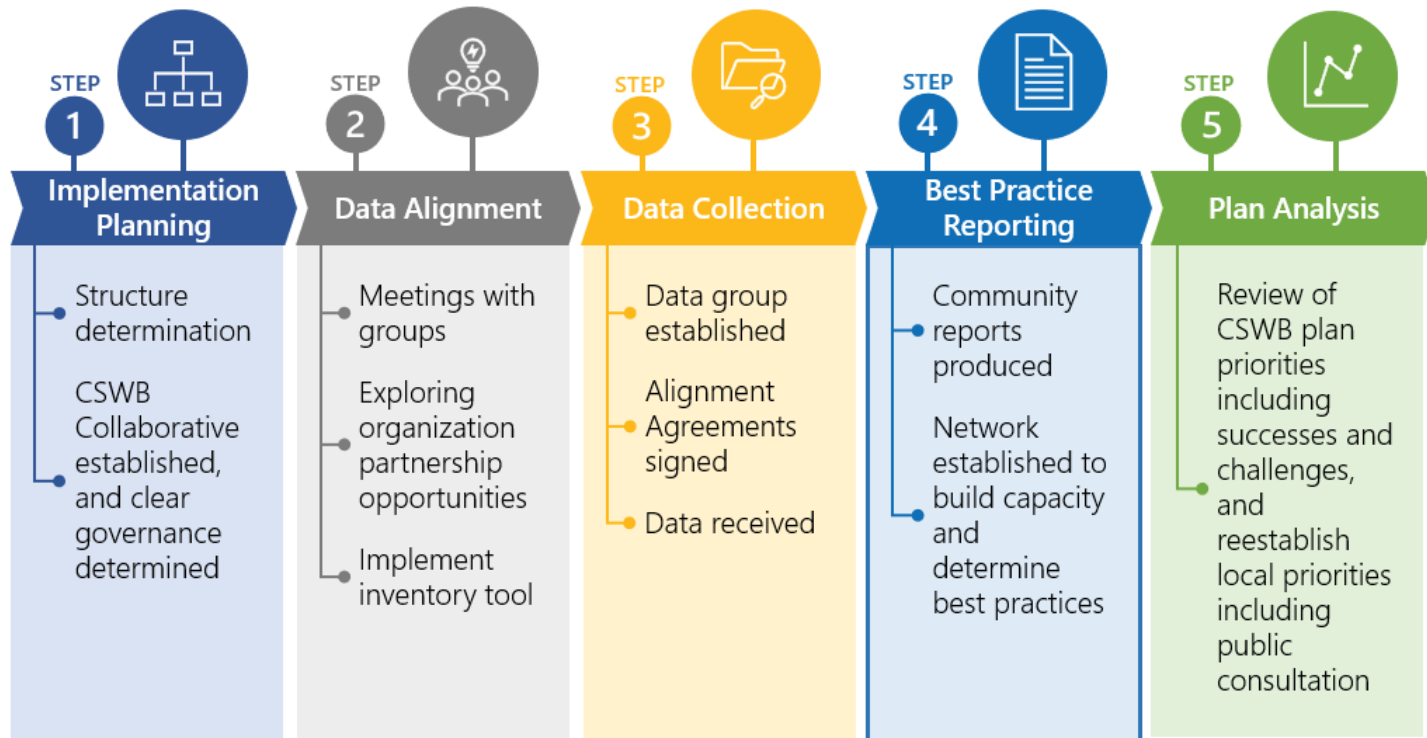 STEP
1
Implementation
Planning
Structure
determination
CSWB
Collaborative
established,
and clear
governance
determined
STEP
2
Data Alignment
Meetings with
groups
Exploring
organization
partnership
opportunities
Implement
inventory tool
STEP
3
Data Collection
Data group
established
Alignment
Agreements
signed
Data received
STEP
4
Best Practice
Reporting
Community
reports
produced
Network
established to
build capacity
and
determine
best practices
STEP
5
Plan Analysis
Review of
CSWB plan
priorities
including
successes and
challenges,
and
reestablish
local priorities
including
public
consultation